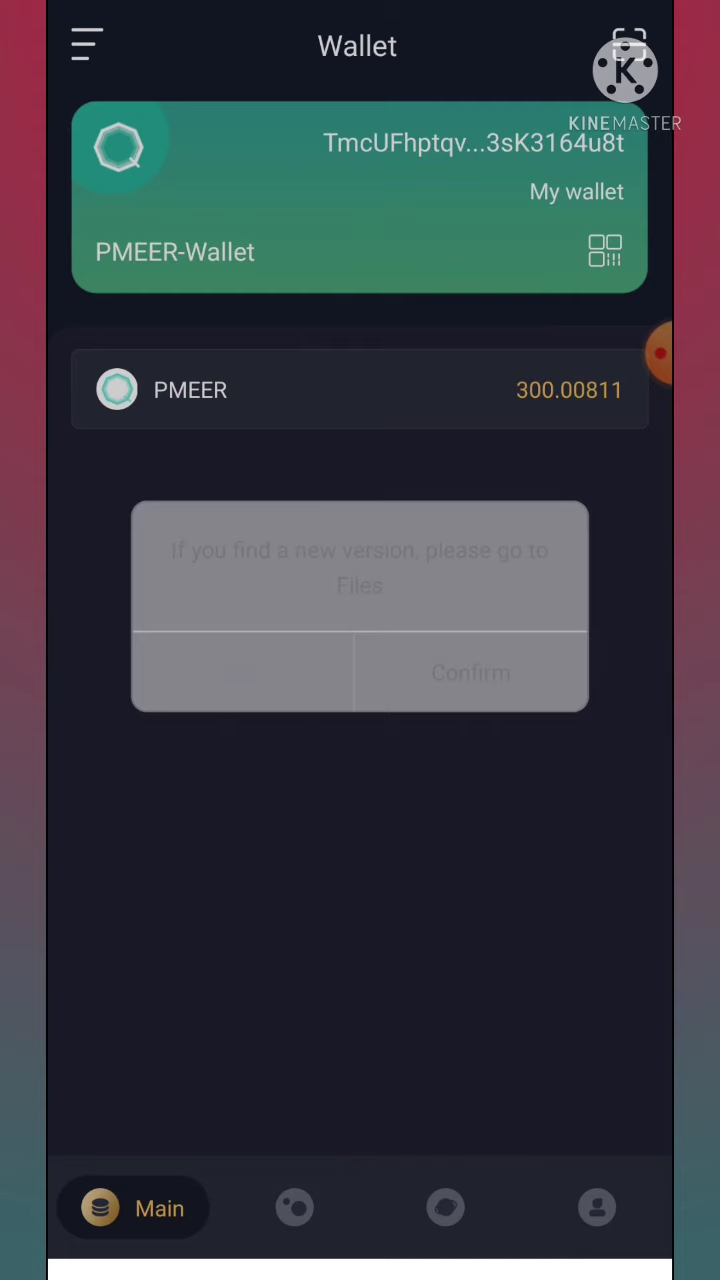 Wallet
K
KINEMASTER
TmcUFhptqv...3sK3164u8t
My wallet
PMEER-Wallet
PMEER
300.00811
If you find a new version, please go to
Files
Confirm
Main